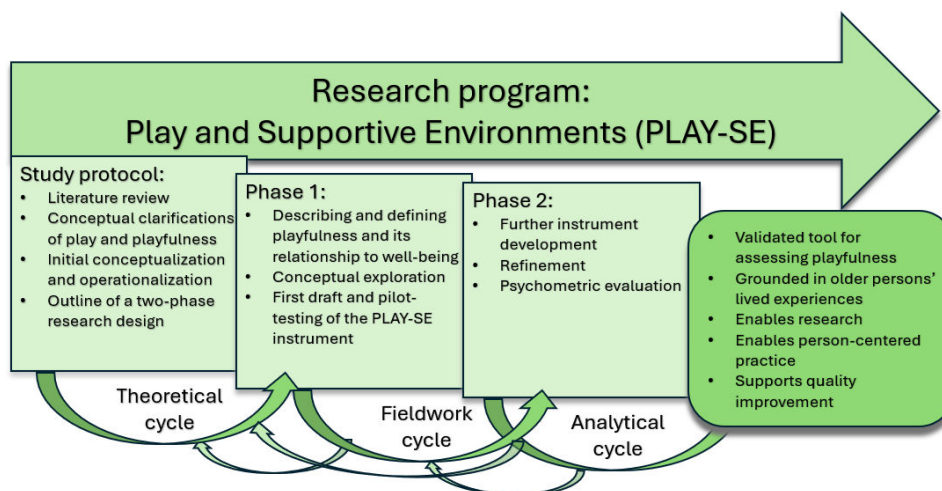 Research program:
Play and Supportive Environments (PLAY-SE)
Study protocol:
• Literature review
• Conceptual clarifications
of play and playfulness
• Initial conceptualization
and operationalization
• Outline of a two-phase
research design
Phase 1:
• Describing and defining
playfulness and its
relationship to well-being
• Conceptual exploration
• First draft and pilot-
testing of the PLAY-SE
instrument
Phase 2:
• Further instrument
development
• Refinement
• Psychometric evaluation
• Validated tool for
assessing playfulness
• Grounded in older persons’
lived experiences
• Enables research
• Enables person-centered
practice
• Supports quality
improvement
Theoretical
cycle
Fieldwork
cycle
Analytical
cycle